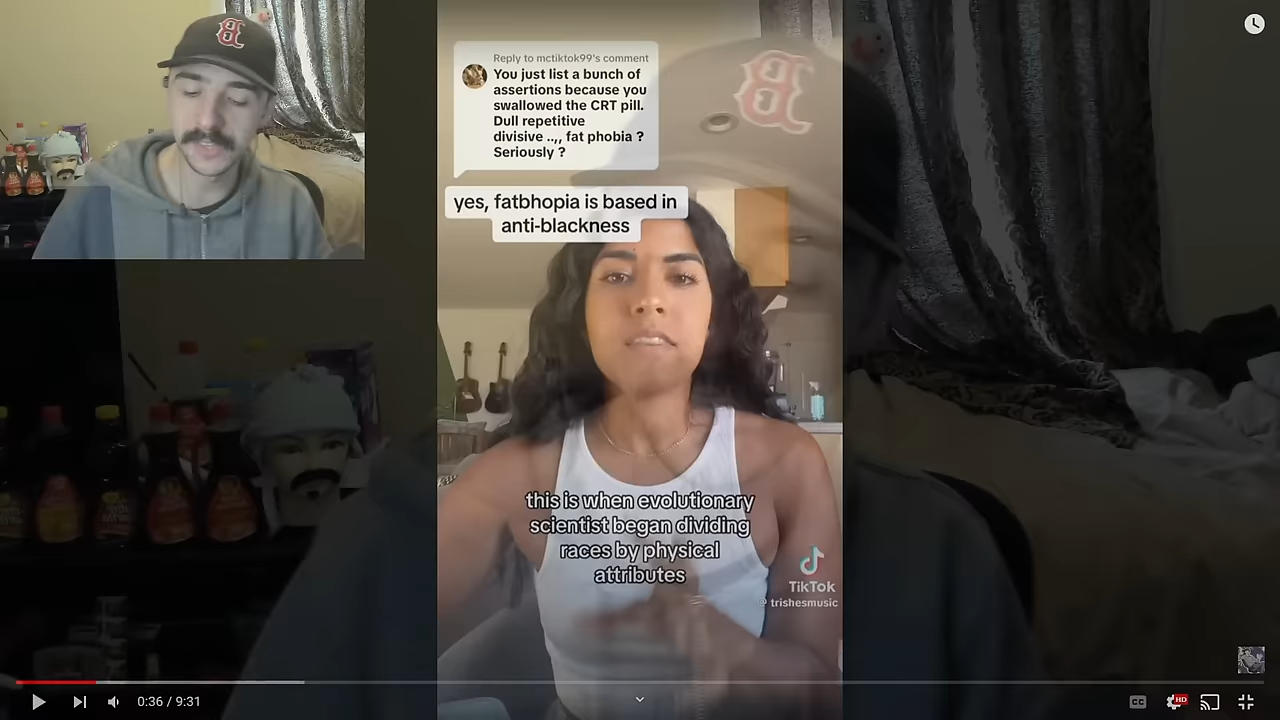 B
B
Reply to mctiktok99's comment
You just list a bunch of
assertions because you
swallowed the CRT pill.
Dull repetitive
divisive ..,, fat phobia ?
Seriously ?
yes, fatbhopia is based in
anti-blackness
this is when evolutionary
scientist began dividing
races by physical
attributes
TikTok
@ trishesmusic
0:36 / 9:31
CC
HD